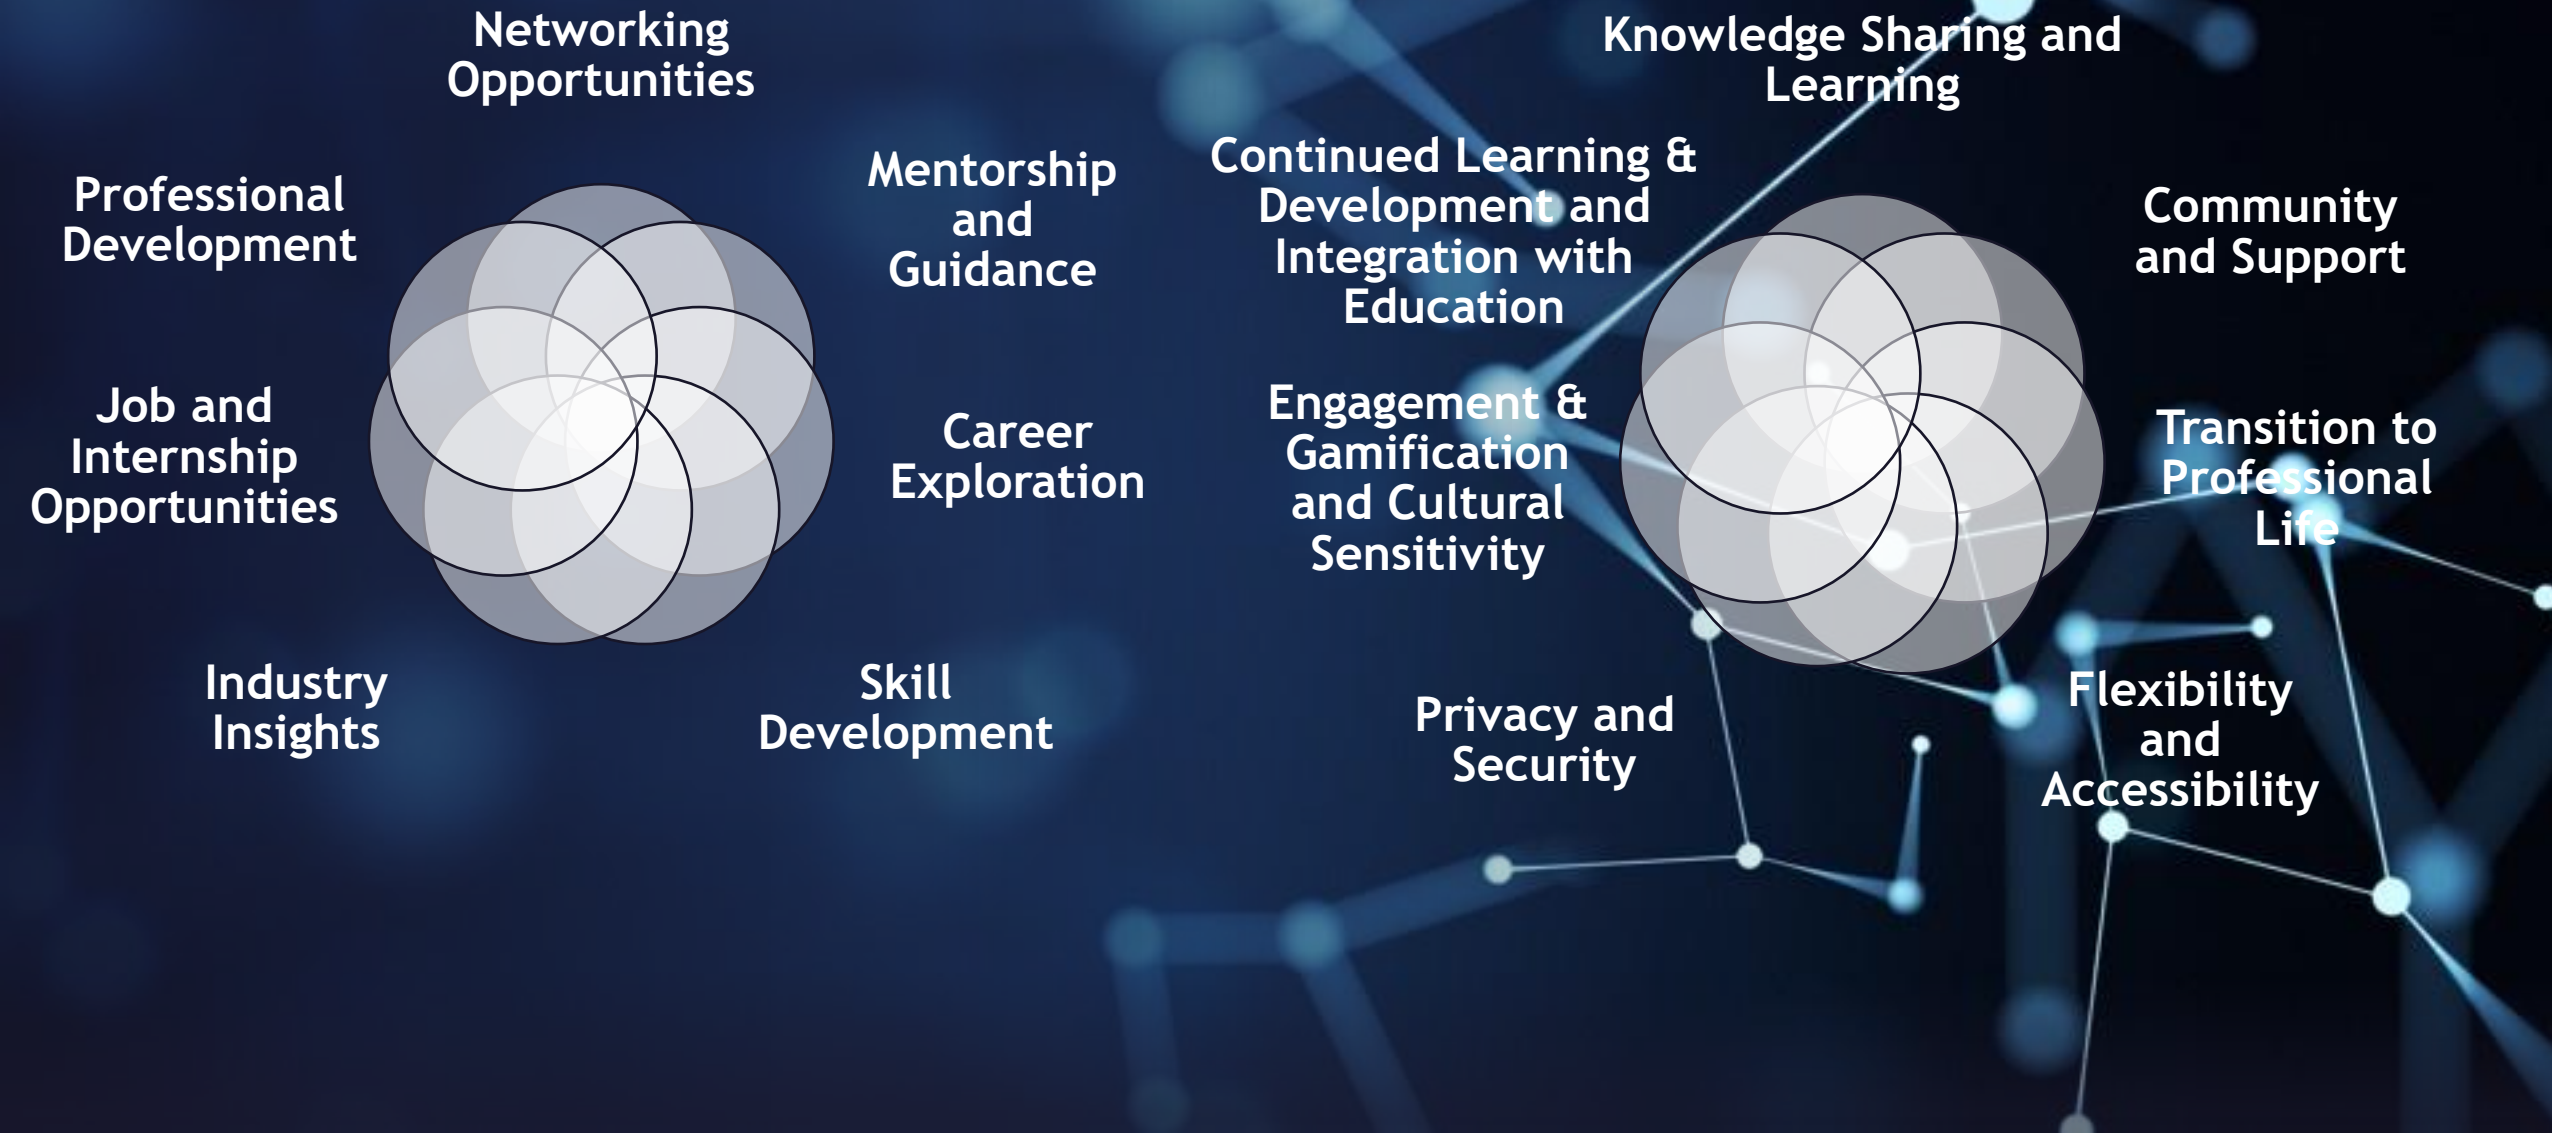 Networking
Opportunities
Mentorship
and
Guidance
Career
Exploration
Skill
Development
Industry
Insights
Job and
Internship
Opportunities
Professional
Development
Knowledge Sharing and
Learning
Community
and Support
Transition to
Professional
Life
Flexibility
and
Accessibility
Privacy and
Security
Engagement &
Gamification
and Cultural
Sensitivity
Continued Learning &
Development and
Integration with
Education